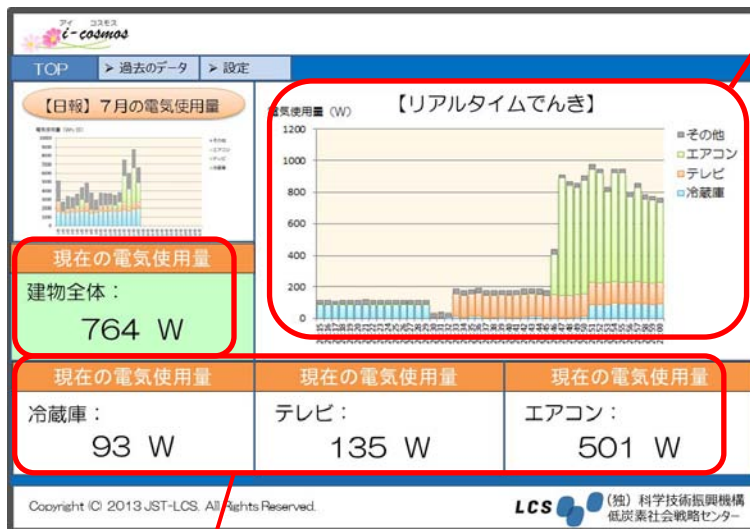 アイ コスモス
i-cosmos
TOP
➤ 過去のデータ
➤ 設定
【日報】７月の電気使用量
現在の電気使用量
建物全体：
764 W
【リアルタイムでんき】
電気使用量（W）
1200
1000
800
600
400
200
0
■その他
□エアコン
□テレビ
□冷蔵庫
現在の電気使用量
冷蔵庫：
93 W
現在の電気使用量
テレビ：
135 W
現在の電気使用量
エアコン：
501 W
Copyright (C) 2013 JST-LCS. All Rights Reserved.
LCS
（独）科学技術振興機構
低炭素社会戦略センター